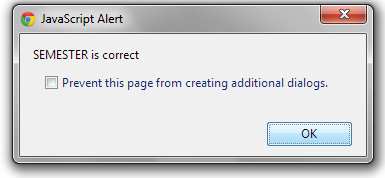 JavaScript Alert
SEMESTER is correct
Prevent this page from creating additional dialogs.
OK